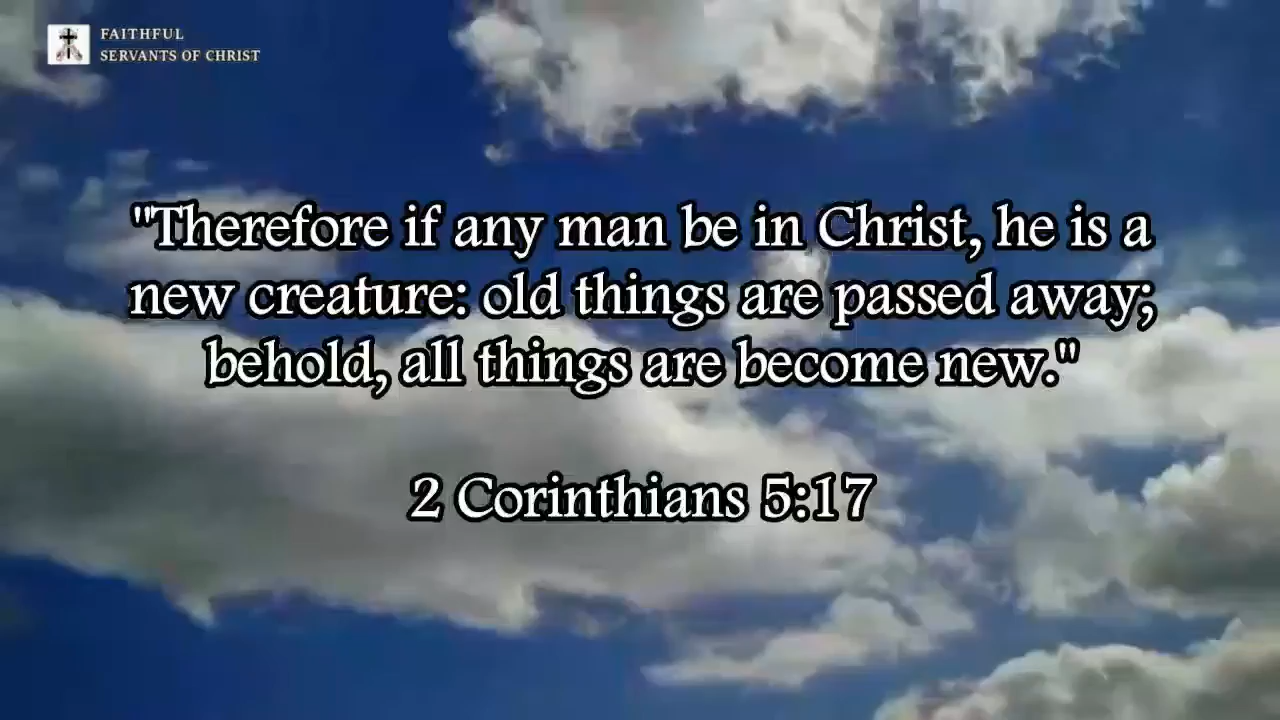 FAITHFUL
SERVANTS OF CHRIST
"Therefore if any man be in Christ, he is a
new creature: old things are passed away;
behold, all things are become new."
2 Corinthians 5:17